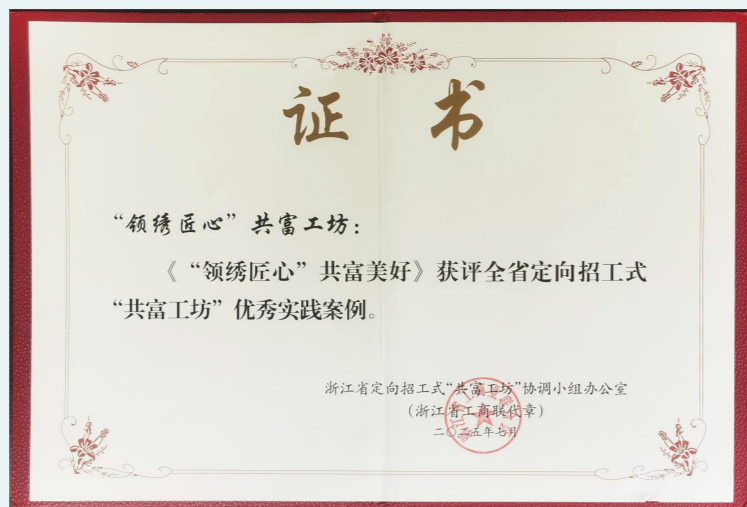 证书
“领绣匠心”共富工坊：
《“领绣匠心”共富美好》获评全省定向招工式
“共富工坊”优秀实践案例。
浙江省定向招工式“共富工坊”协调小组办公室
（浙江省工商联代章）
二〇二五年七月